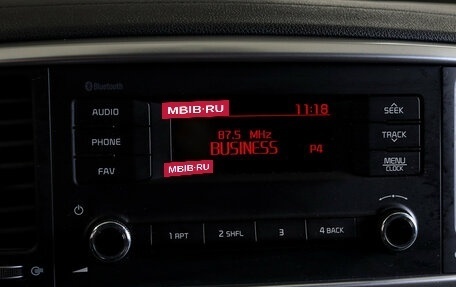 Bluetooth
AUDIO
MBIB·RU
11:18
SEEK
PHONE
87.5 MHz
BUSINESS P4
TRACK
FAV
MBIB·RU
MENU
CLOCK
1 RPT
2 SHFL
3
4 BACK